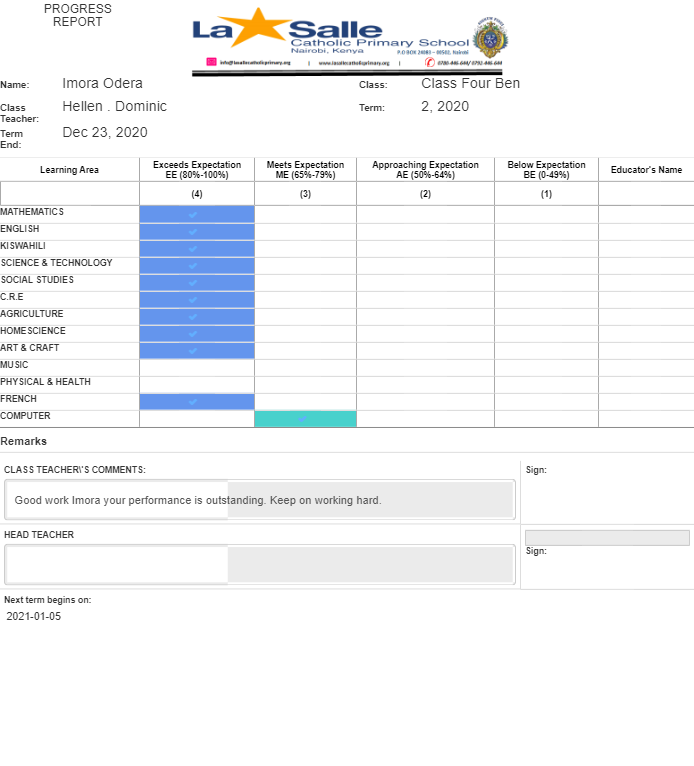 PROGRESS
REPORT
La Salle
Catholic Primary School
Nairobi, Kenya
P.O BOX 24083 - 00502, Nairobi
info@lasallecatholicprimary.org | www.lasallecatholicprimary.org | 0780-446-644/ 0792-446-644
Name: Imora Odera Class: Class Four Ben
Class Teacher: Hellen . Dominic Term: 2, 2020
Term End: Dec 23, 2020
Learning Area Exceeds Expectation EE (80%-100%) Meets Expectation ME (65%-79%) Approaching Expectation AE (50%-64%) Below Expectation BE (0-49%) Educator's Name
(4) (3) (2) (1)
MATHEMATICS
ENGLISH
KISWAHILI
SCIENCE & TECHNOLOGY
SOCIAL STUDIES
C.R.E
AGRICULTURE
HOMESCIENCE
ART & CRAFT
MUSIC
PHYSICAL & HEALTH
FRENCH
COMPUTER
Remarks
CLASS TEACHER\'S COMMENTS: Sign:
Good work Imora your performance is outstanding. Keep on working hard.
HEAD TEACHER
Sign:
Next term begins on:
2021-01-05